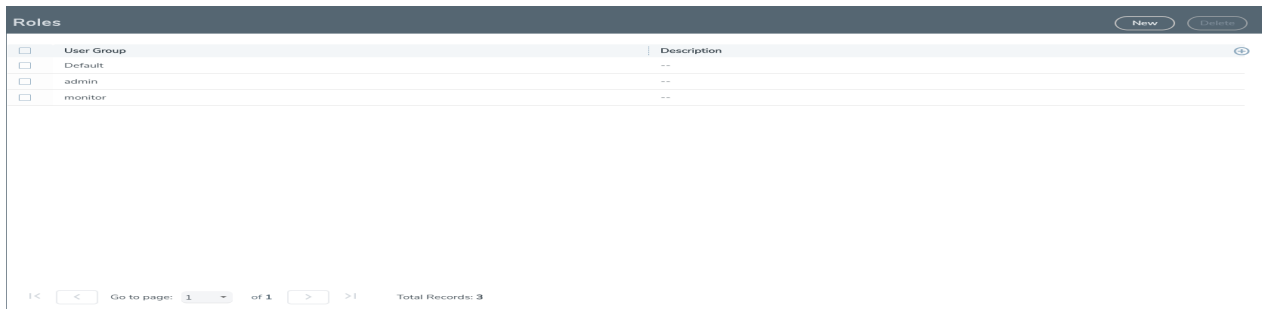 Roles New Delete
User Group Description
Default --
admin --
monitor --
|< < Go to page: 1 of 1 > >| Total Records: 3